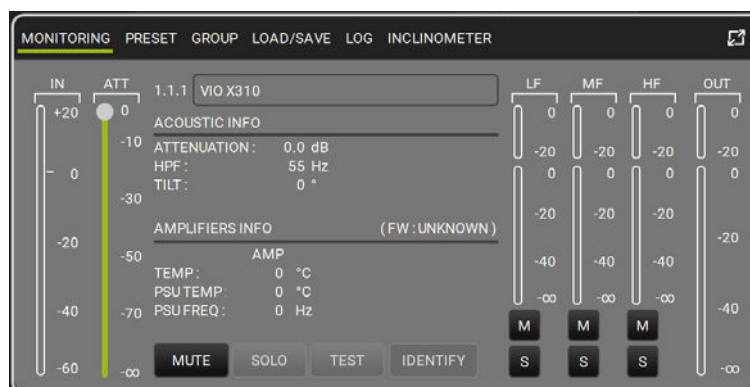 MONITORING PRESET GROUP LOAD/SAVE LOG INCLINOMETER
IN ATT 1.1.1 VIO X310 LF MF HF OUT
+20 0 0 0 0 0
ACOUSTIC INFO
-10 ATTENUATION : 0.0 dB -20 -20 -20 -20
HPF : 55 Hz
0 TILT : 0 ° 0 0 0 0
-30
-20 -20 -20
AMPLIFIERS INFO (FW : UNKNOWN)
-20 -20
-50 AMP -40 -40 -40
TEMP : 0 °C
PSU TEMP : 0 °C -∞ -∞ -∞
-40 -70 PSU FREQ : 0 Hz -40
M M M
-60 -∞ MUTE SOLO TEST IDENTIFY S S S -∞